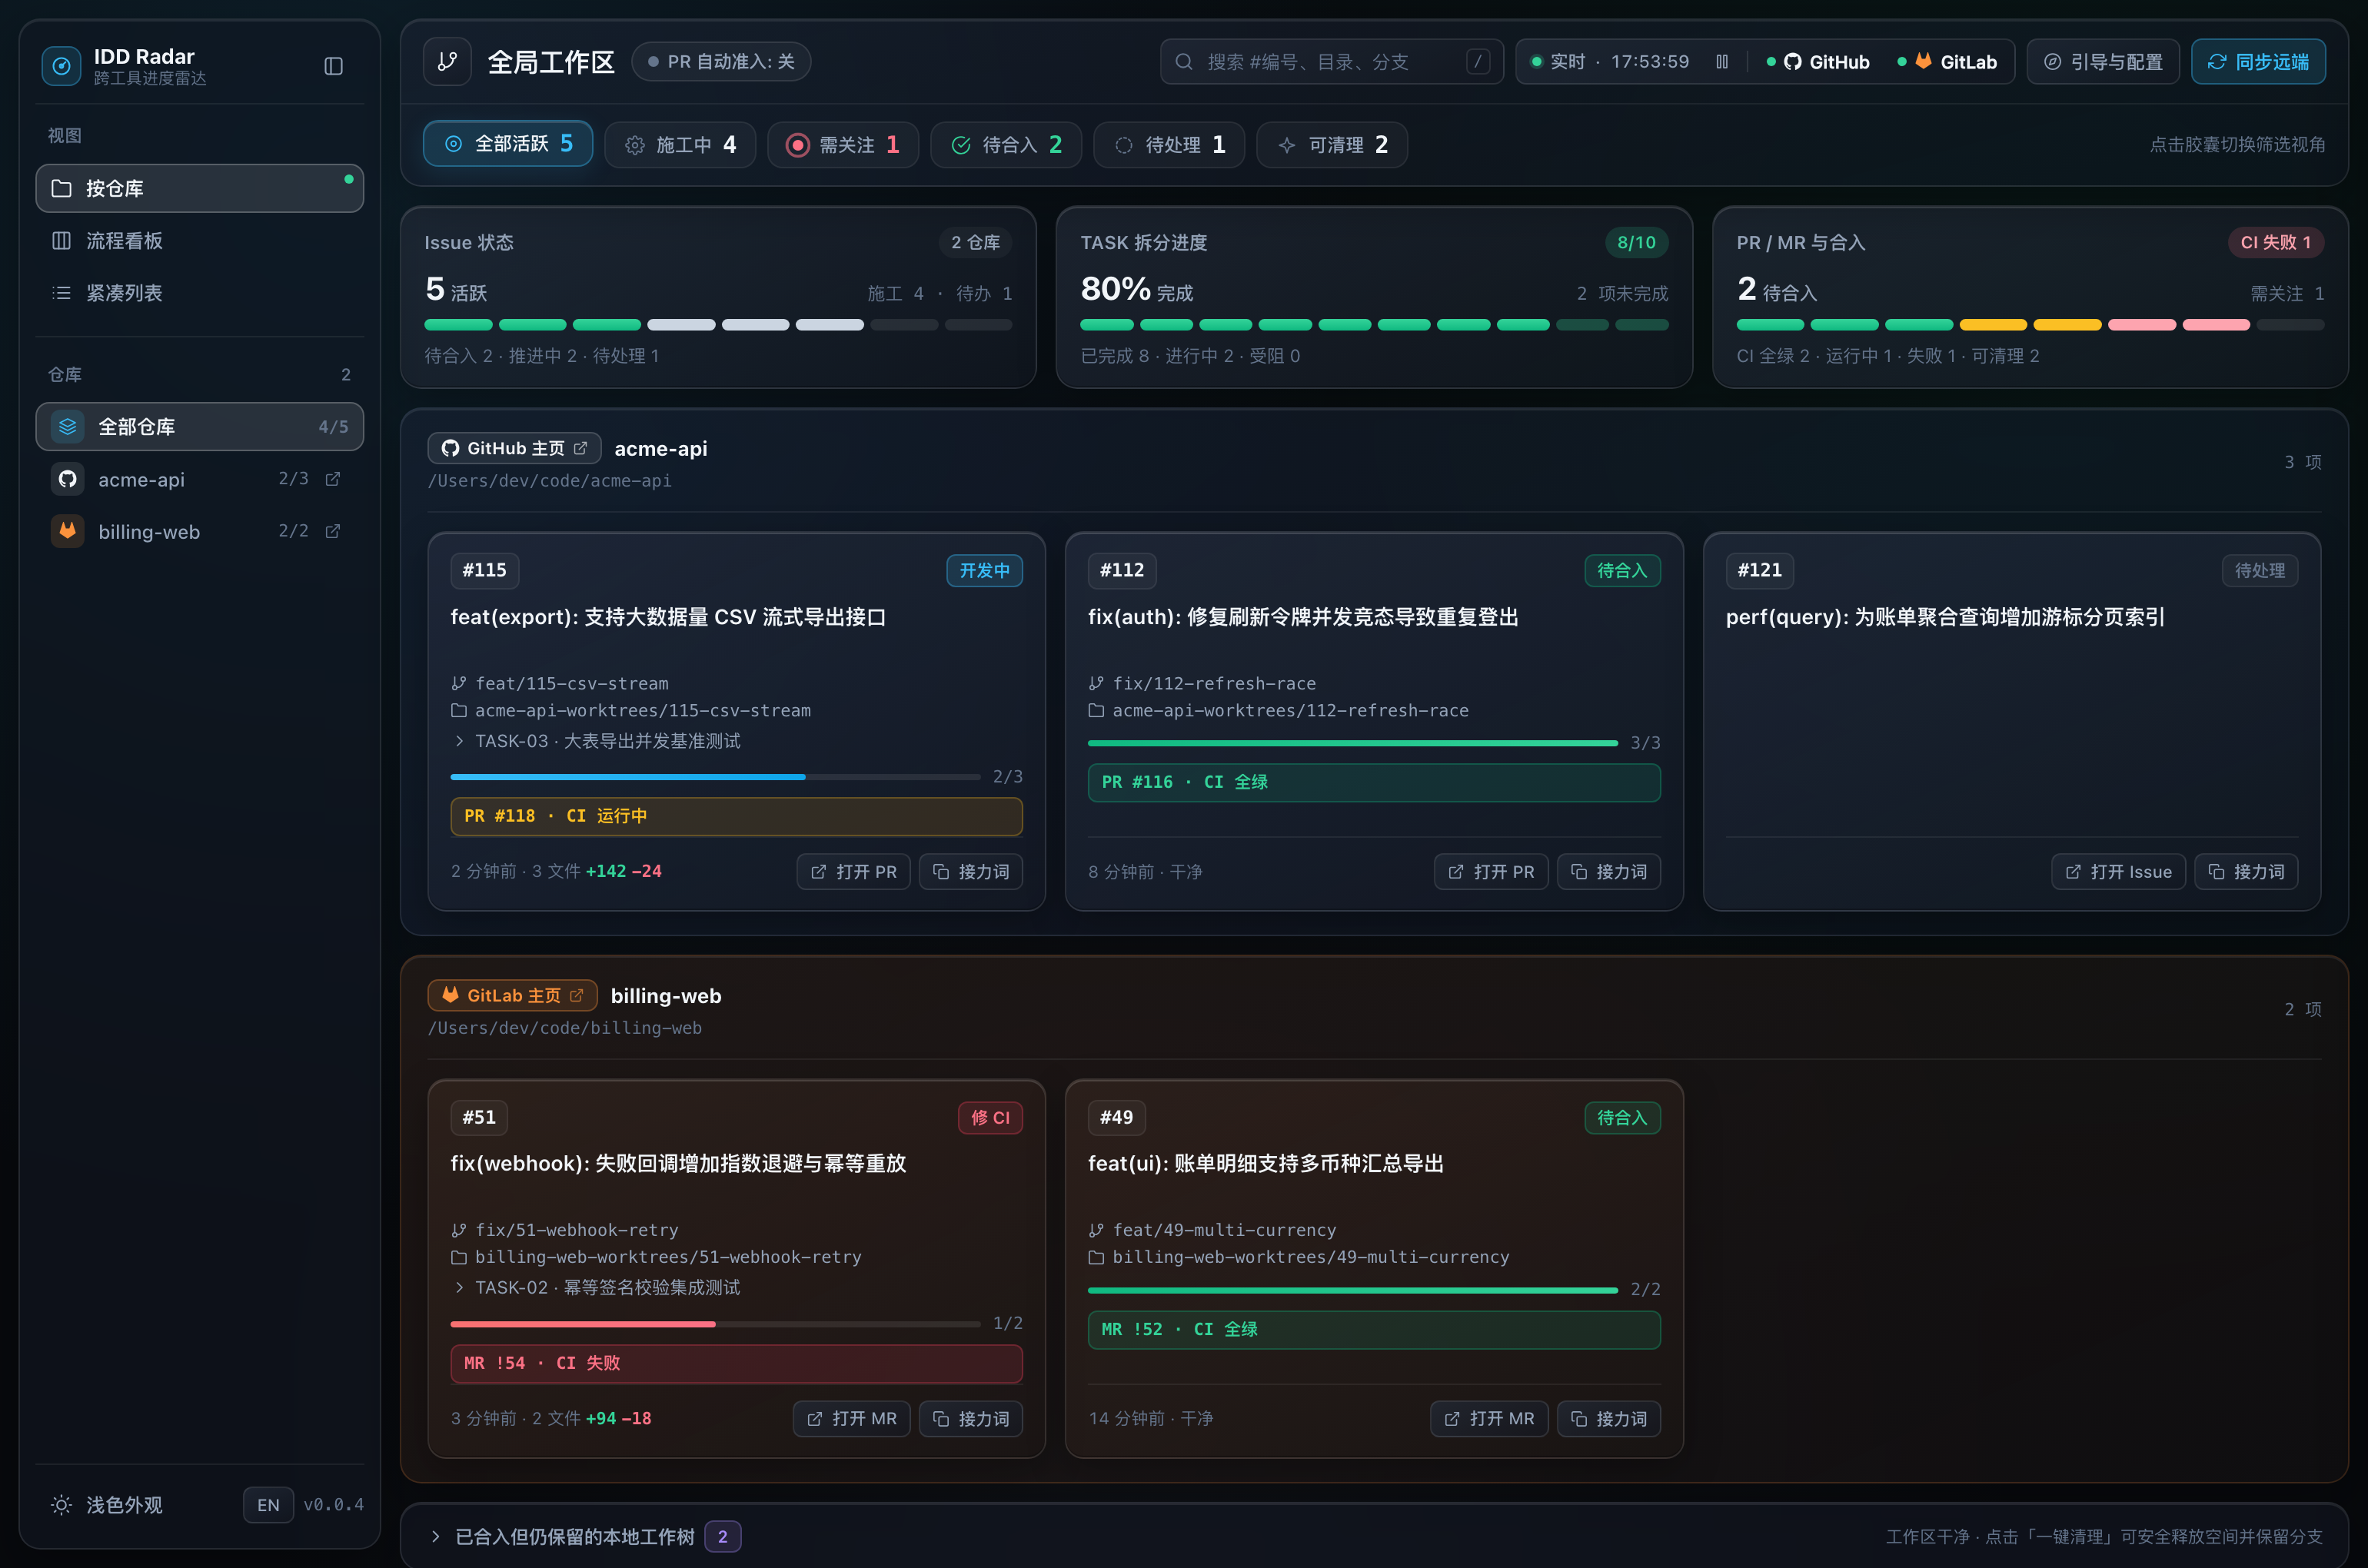 IDD Radar
跨工具进度雷达
视图
按仓库
流程看板
紧凑列表
仓库 2
全部仓库 4/5
acme-api 2/3
billing-web 2/2
浅色外观 EN v0.0.4
全局工作区 PR 自动准入: 关 搜索 #编号、目录、分支 / 实时 · 17:53:59 GitHub GitLab 引导与配置 同步远端
全部活跃 5 施工中 4 需关注 1 待合入 2 待处理 1 可清理 2 点击胶囊切换筛选视角
Issue 状态 2 仓库
5 活跃 施工 4 · 待办 1
待合入 2 · 推进中 2 · 待处理 1
TASK 拆分进度 8/10
80% 完成 2 项未完成
已完成 8 · 进行中 2 · 受阻 0
PR / MR 与合入 CI 失败 1
2 待合入 需关注 1
CI 全绿 2 · 运行中 1 · 失败 1 · 可清理 2
GitHub 主页 acme-api
/Users/dev/code/acme-api
3 项
#115 开发中
feat(export): 支持大数据量 CSV 流式导出接口
feat/115-csv-stream
acme-api-worktrees/115-csv-stream
TASK-03 · 大表导出并发基准测试
2/3
PR #118 · CI 运行中
2 分钟前 · 3 文件 +142 −24 打开 PR 接力词
#112 待合入
fix(auth): 修复刷新令牌并发竞态导致重复登出
fix/112-refresh-race
acme-api-worktrees/112-refresh-race
3/3
PR #116 · CI 全绿
8 分钟前 · 干净 打开 PR 接力词
#121 待处理
perf(query): 为账单聚合查询增加游标分页索引
打开 Issue 接力词
GitLab 主页 billing-web
/Users/dev/code/billing-web
2 项
#51 修 CI
fix(webhook): 失败回调增加指数退避与幂等重放
fix/51-webhook-retry
billing-web-worktrees/51-webhook-retry
TASK-02 · 幂等签名校验集成测试
1/2
MR !54 · CI 失败
3 分钟前 · 2 文件 +94 −18 打开 MR 接力词
#49 待合入
feat(ui): 账单明细支持多币种汇总导出
feat/49-multi-currency
billing-web-worktrees/49-multi-currency
2/2
MR !52 · CI 全绿
14 分钟前 · 干净 打开 MR 接力词
已合入但仍保留的本地工作树 2 工作区干净 · 点击「一键清理」可安全释放空间并保留分支